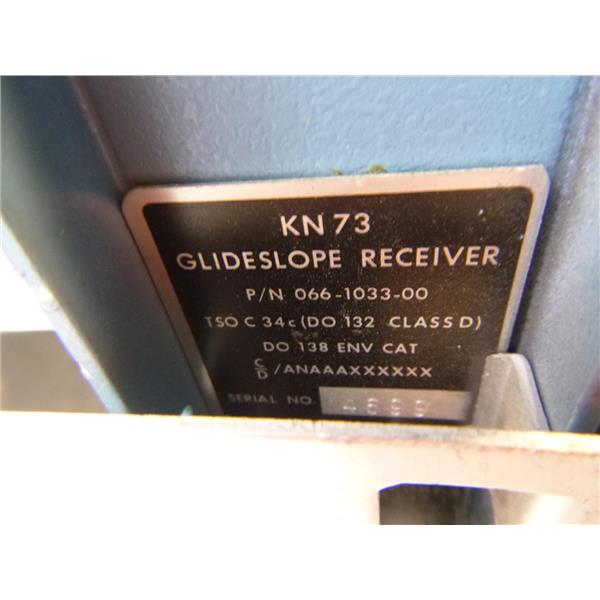 KN 73
GLIDESLOPE RECEIVER
P/N 066-1033-00
TSO C 34c (DO 132 CLASS D)
DO 138 ENV CAT
C/D /ANAAAXXXXXX
SERIAL NO. 4699